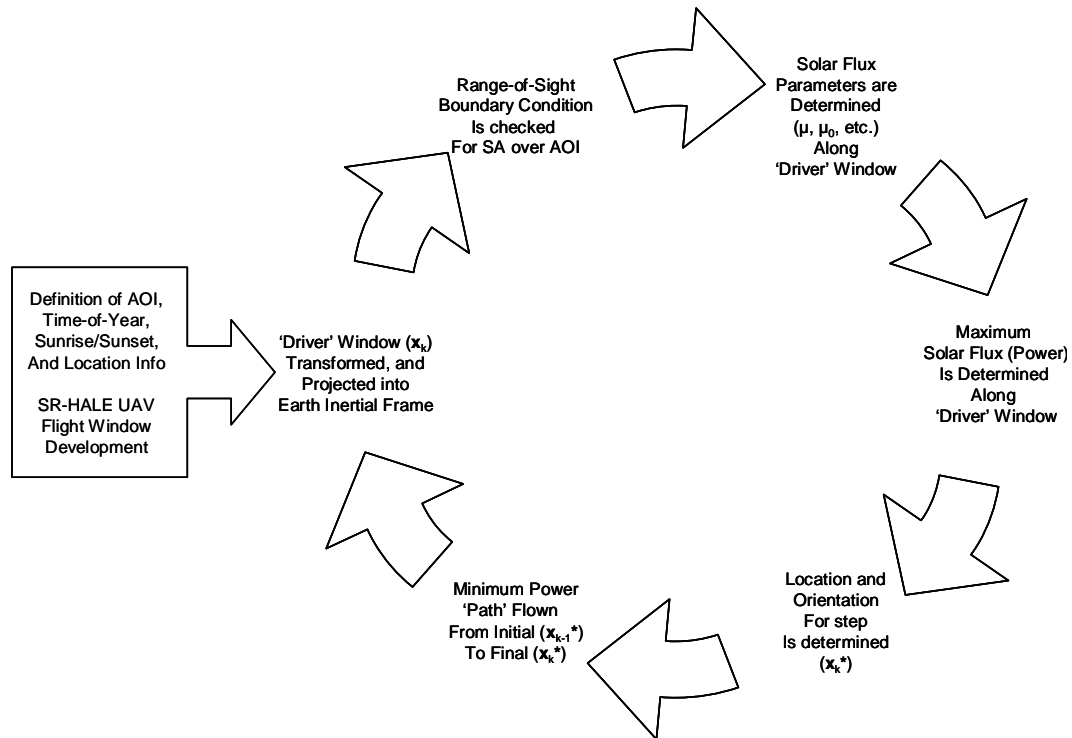 Definition of AOI,
Time-of-Year,
Sunrise/Sunset,
And Location Info
SR-HALE UAV
Flight Window
Development
‘Driver’ Window (xₖ)
Transformed, and
Projected into
Earth Inertial Frame
Range-of-Sight
Boundary Condition
Is checked
For SA over AOI
Solar Flux
Parameters are
Determined
(μ, μ₀, etc.)
Along
‘Driver’ Window
Maximum
Solar Flux (Power)
Is Determined
Along
‘Driver’ Window
Location and
Orientation
For step
Is determined
(xₖ*)
Minimum Power
‘Path’ Flown
From Initial (xₖ₋₁*)
To Final (xₖ*)